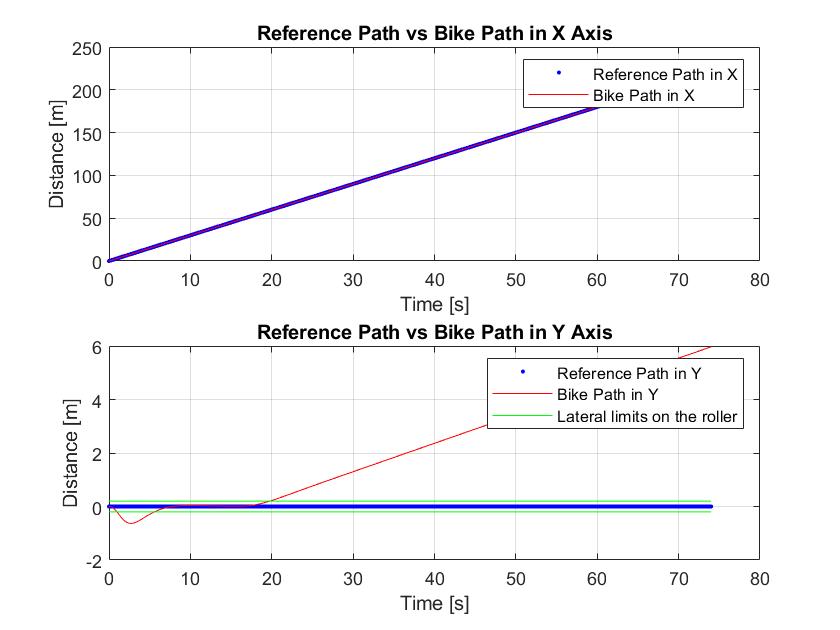 Reference Path vs Bike Path in X Axis
250
200
150
100
50
0
Distance [m]
Reference Path in X
Bike Path in X
0 10 20 30 40 50 60 70 80
Time [s]
Reference Path vs Bike Path in Y Axis
6
4
2
0
-2
Distance [m]
Reference Path in Y
Bike Path in Y
Lateral limits on the roller
0 10 20 30 40 50 60 70 80
Time [s]